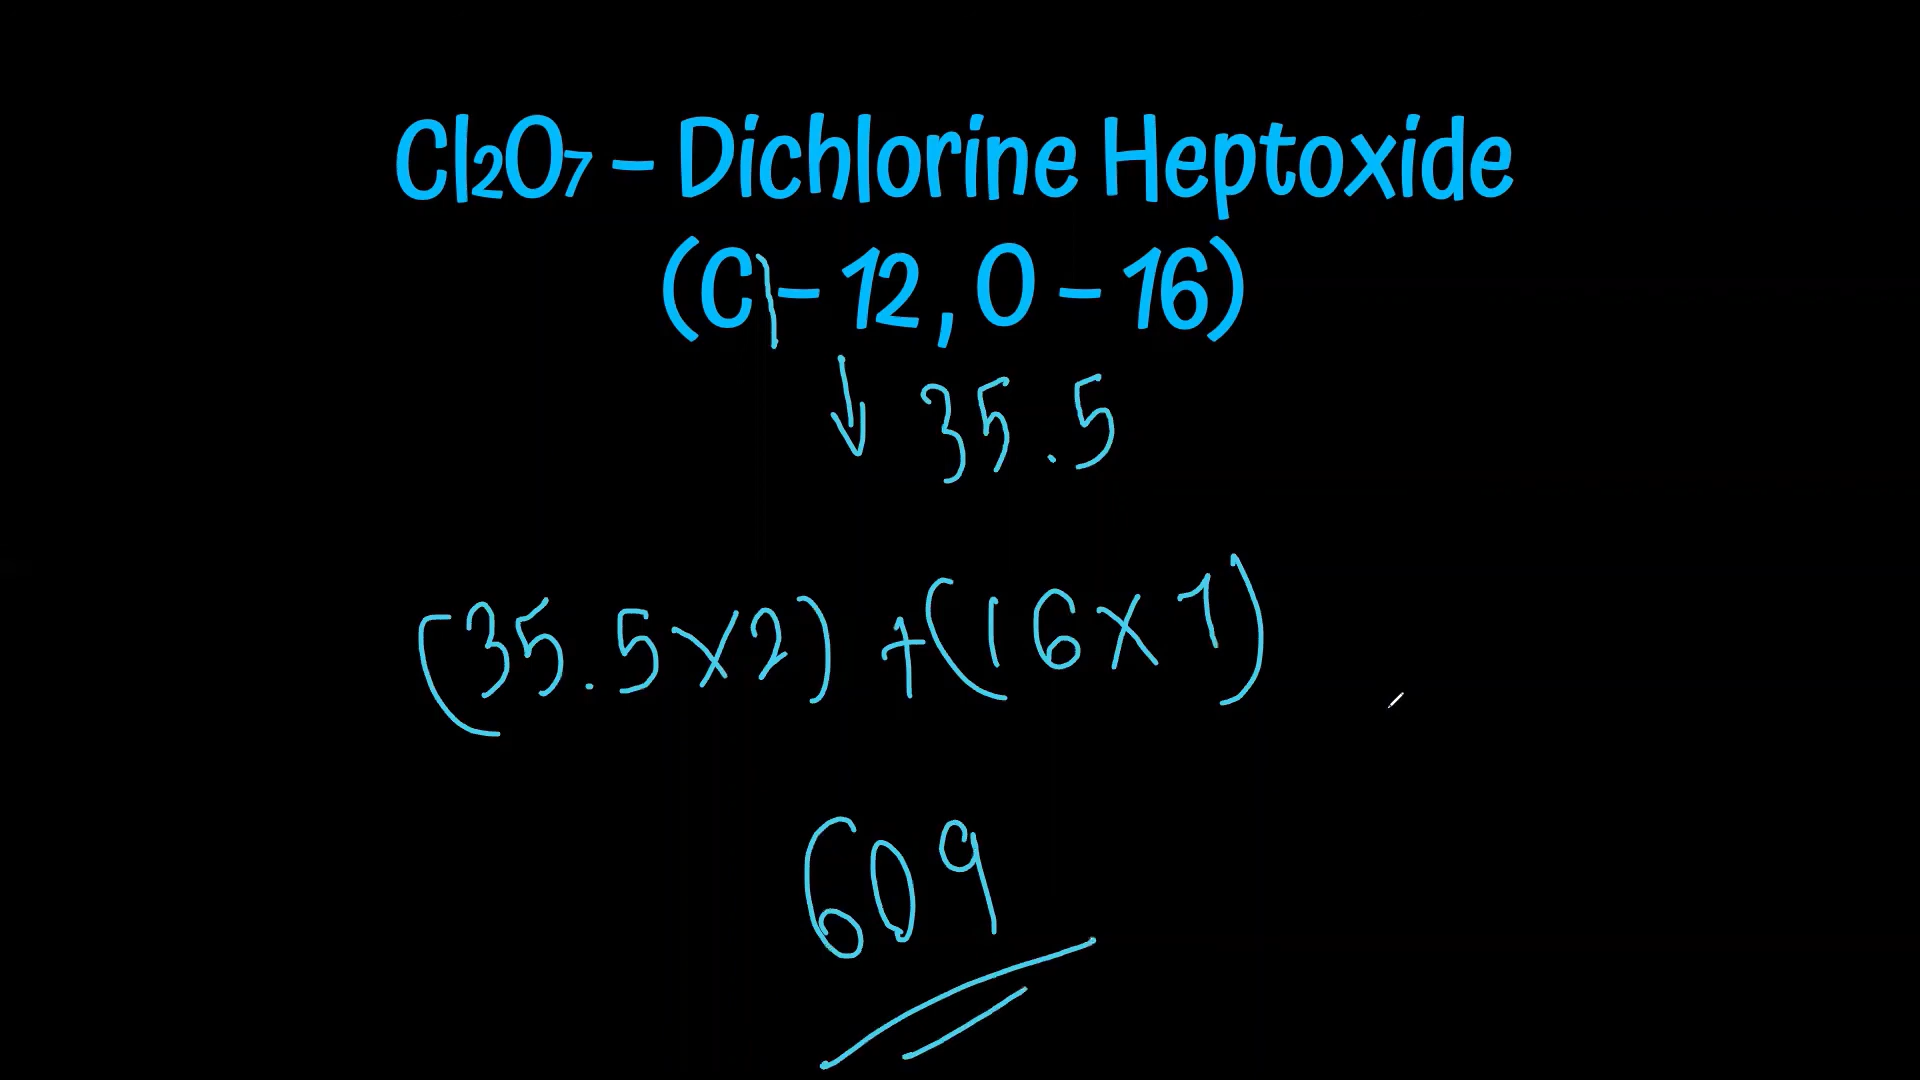 Cl₂O₇ – Dichlorine Heptoxide
(Cl – 12, O – 16)
↓ 35.5
(35.5x2) + (16x7)
609